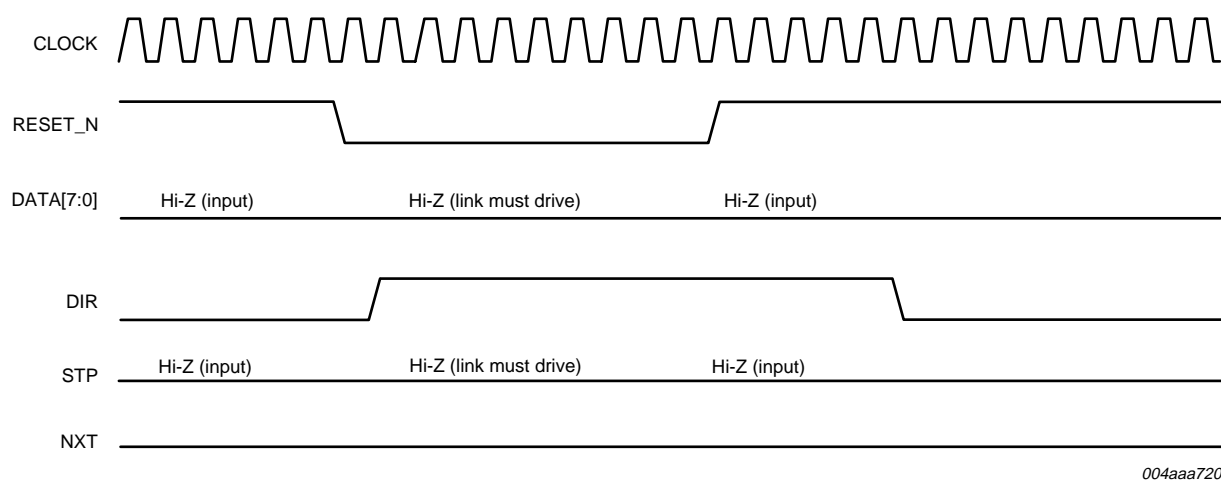 CLOCK
RESET_N
DATA[7:0] Hi-Z (input) Hi-Z (link must drive) Hi-Z (input)
DIR
STP Hi-Z (input) Hi-Z (link must drive) Hi-Z (input)
NXT
004aaa720